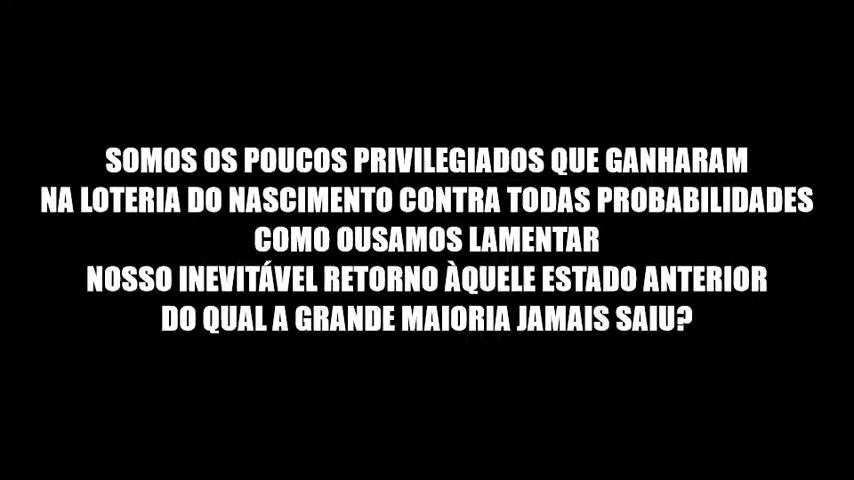 SOMOS OS POUCOS PRIVILEGIADOS QUE GANHARAM
NA LOTERIA DO NASCIMENTO CONTRA TODAS PROBABILIDADES
COMO OUSAMOS LAMENTAR
NOSSO INEVITÁVEL RETORNO ÀQUELE ESTADO ANTERIOR
DO QUAL A GRANDE MAIORIA JAMAIS SAIU?